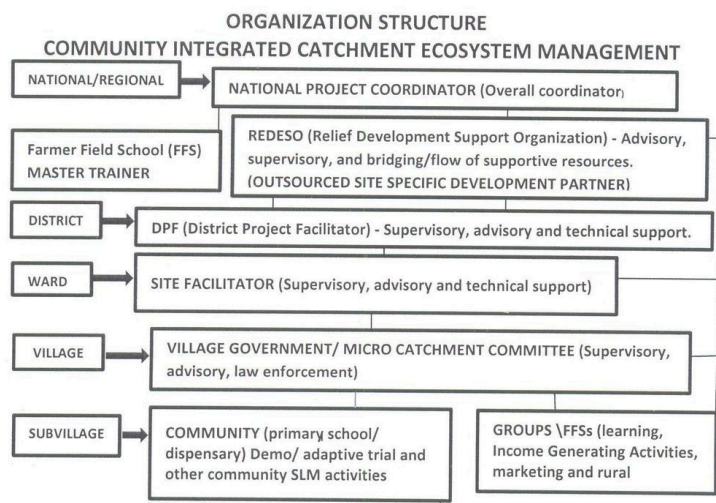 ORGANIZATION STRUCTURE
COMMUNITY INTEGRATED CATCHMENT ECOSYSTEM MANAGEMENT
NATIONAL/REGIONAL
NATIONAL PROJECT COORDINATOR (Overall coordinator)
Farmer Field School (FFS)
MASTER TRAINER
REDESO (Relief Development Support Organization) - Advisory,
supervisory, and bridging/flow of supportive resources.
(OUTSOURCED SITE SPECIFIC DEVELOPMENT PARTNER)
DISTRICT
DPF (District Project Facilitator) - Supervisory, advisory and technical support.
WARD
SITE FACILITATOR (Supervisory, advisory and technical support)
VILLAGE
VILLAGE GOVERNMENT/ MICRO CATCHMENT COMMITTEE (Supervisory,
advisory, law enforcement)
SUBVILLAGE
COMMUNITY (primary school/
dispensary) Demo/ adaptive trial and
other community SLM activities
GROUPS \FFSs (learning,
Income Generating Activities,
marketing and rural